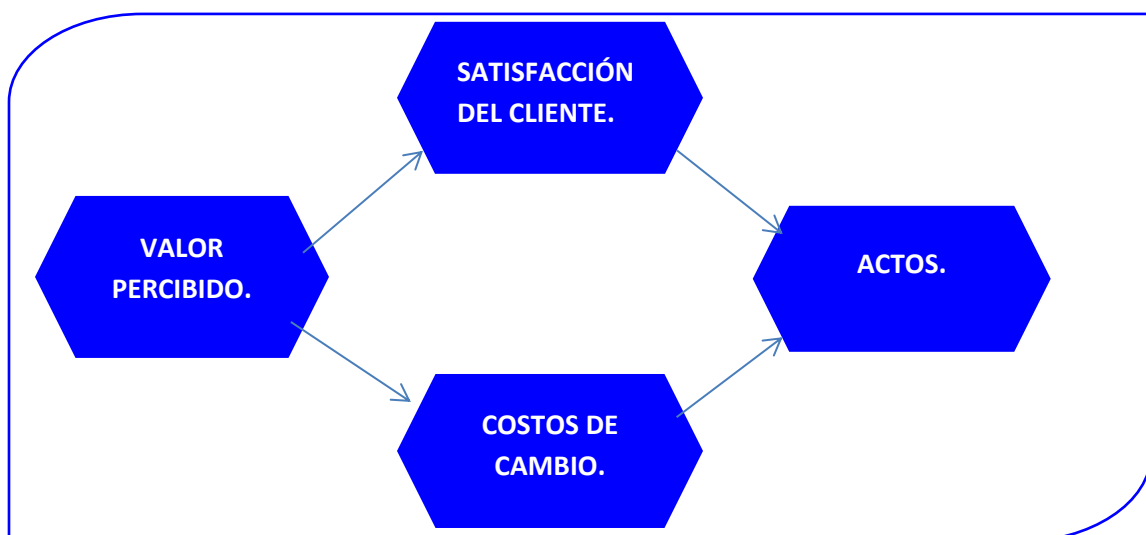 SATISFACCIÓN
DEL CLIENTE.
VALOR
PERCIBIDO.
ACTOS.
COSTOS DE
CAMBIO.